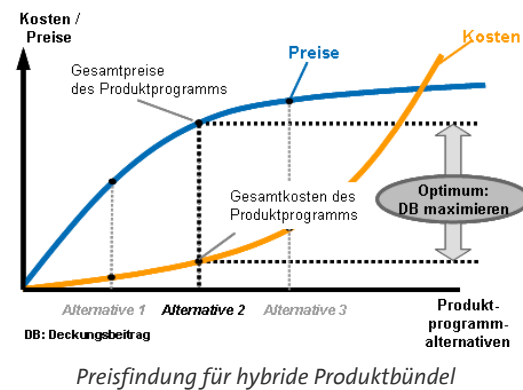 Kosten /
Preise
Kosten
Preise
Gesamtpreise
des Produktprogramms
Gesamtkosten des
Produktprogramms
Optimum:
DB maximieren
Alternative 1 Alternative 2 Alternative 3
Produkt-
programm-
alternativen
DB: Deckungsbeitrag
Preisfindung für hybride Produktbündel